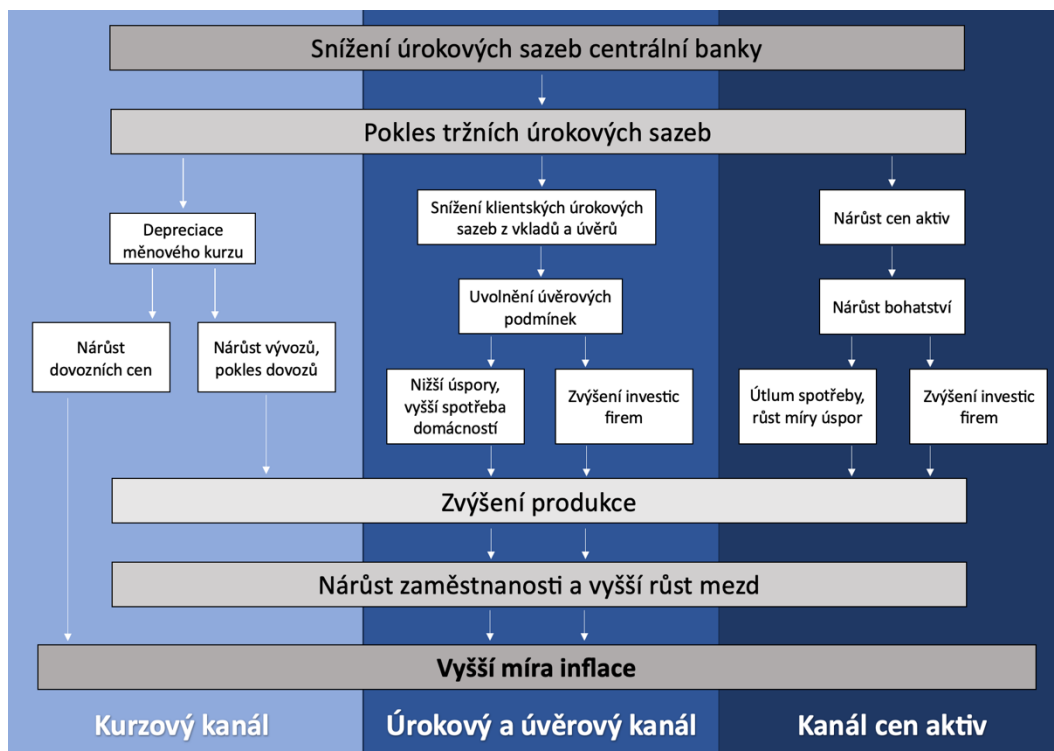 Snížení úrokových sazeb centrální banky
Pokles tržních úrokových sazeb
Depreciace
měnového kurzu
Snížení klientských úrokových
sazeb z vkladů a úvěrů
Nárůst cen aktiv
Uvolnění úvěrových
podmínek
Nárůst bohatství
Nárůst
dovozních cen
Nárůst vývozů,
pokles dovozů
Nižší úspory,
vyšší spotřeba
domácností
Zvýšení investic
firem
Útlum spotřeby,
růst míry úspor
Zvýšení investic
firem
Zvýšení produkce
Nárůst zaměstnanosti a vyšší růst mezd
Vyšší míra inflace
Kurzový kanál
Úrokový a úvěrový kanál
Kanál cen aktiv